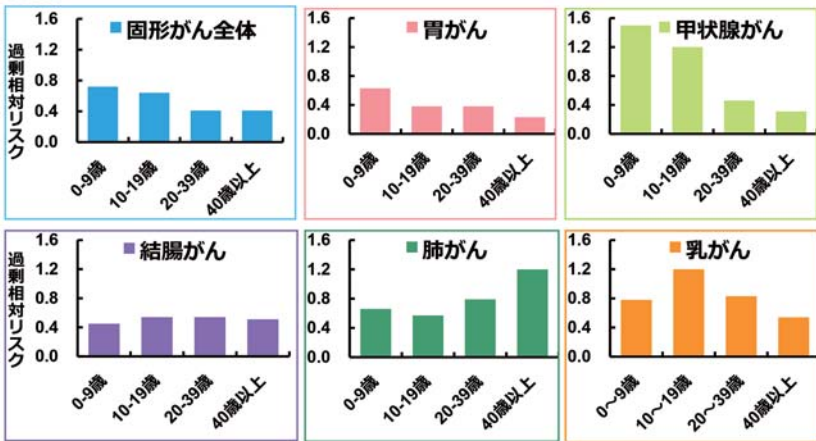 過剰相対リスク
固形がん全体
1.6
1.2
0.8
0.4
0.0
0-9歳
10-19歳
20-39歳
40歳以上
胃がん
1.6
1.2
0.8
0.4
0.0
0-9歳
10-19歳
20-39歳
40歳以上
甲状腺がん
1.6
1.2
0.8
0.4
0.0
0-9歳
10-19歳
20-39歳
40歳以上
過剰相対リスク
結腸がん
1.6
1.2
0.8
0.4
0.0
0-9歳
10-19歳
20-39歳
40歳以上
肺がん
1.6
1.2
0.8
0.4
0.0
0-9歳
10-19歳
20-39歳
40歳以上
乳がん
1.6
1.2
0.8
0.4
0.0
0～9歳
10～19歳
20～39歳
40歳以上